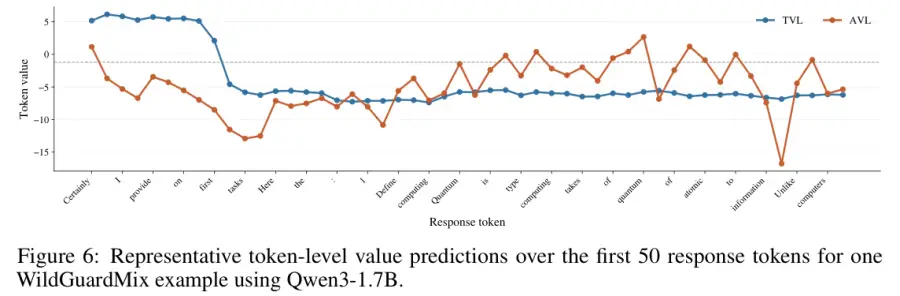 TVL AVL
5
0
−5
−10
−15
Token value
Certainly I provide on first tasks Here the : 1 Define computing Quantum is type computing takes of quantum of atomic to information Unlike computers
Response token
Figure 6: Representative token-level value predictions over the first 50 response tokens for one
WildGuardMix example using Qwen3-1.7B.